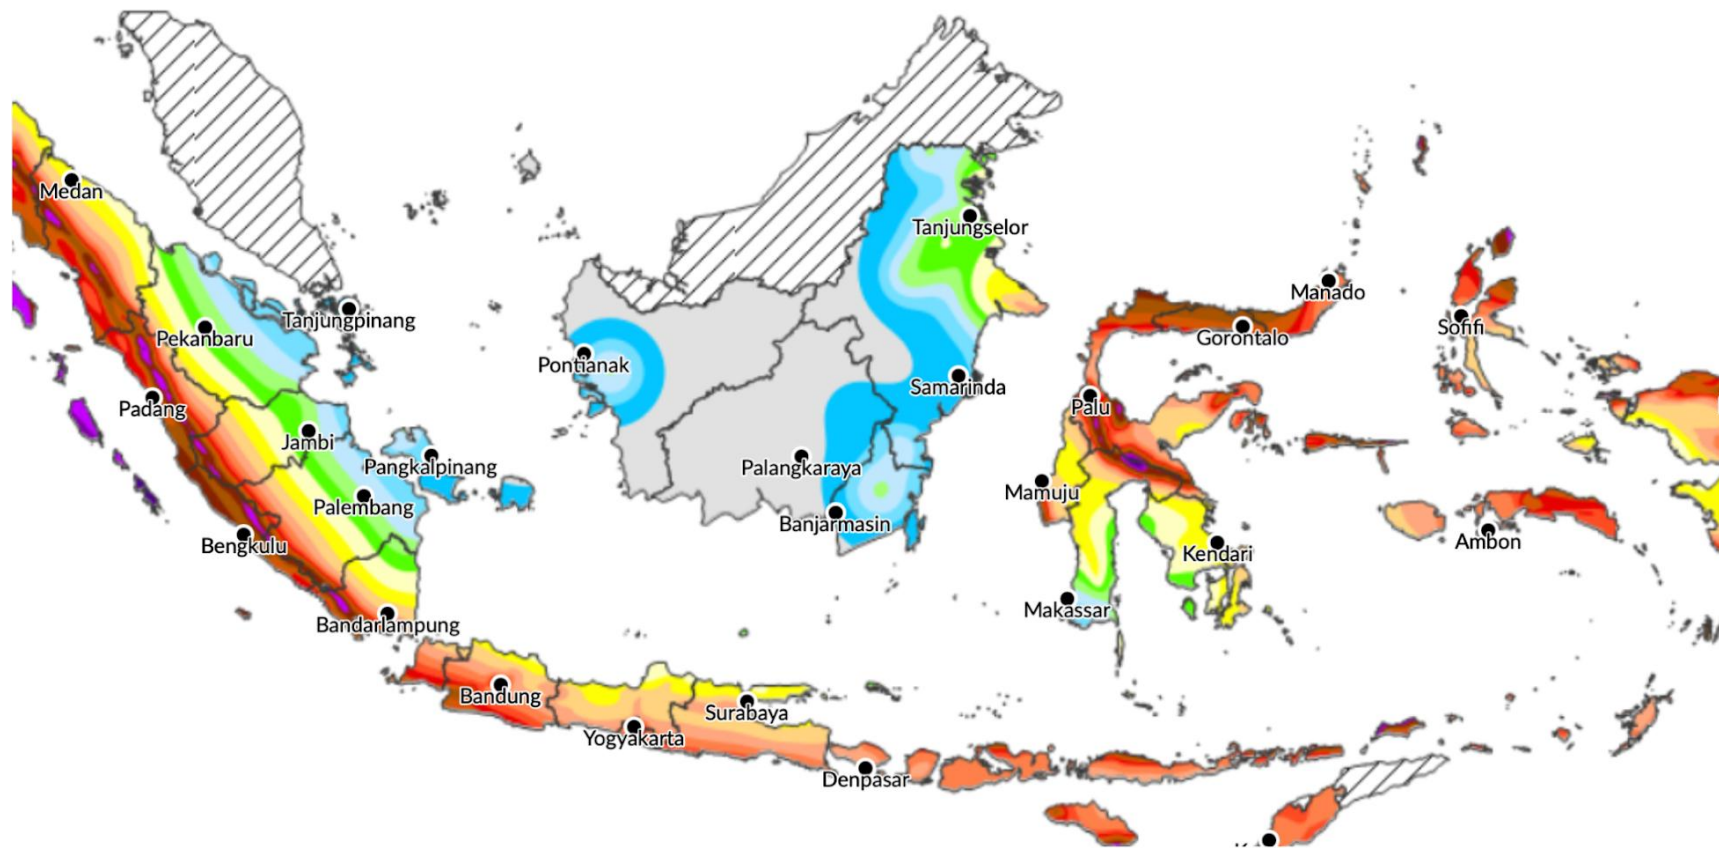 Medan
Tanjungselor
Manado
Tanjungpinang
Sofifi
Pekanbaru
Gorontalo
Pontianak
Samarinda
Padang
Palu
Jambi
Pangkalpinang
Palangkaraya
Mamuju
Palembang
Banjarmasin
Ambon
Bengkulu
Kendari
Makassar
Bandarlampung
Bandung
Surabaya
Yogyakarta
Denpasar